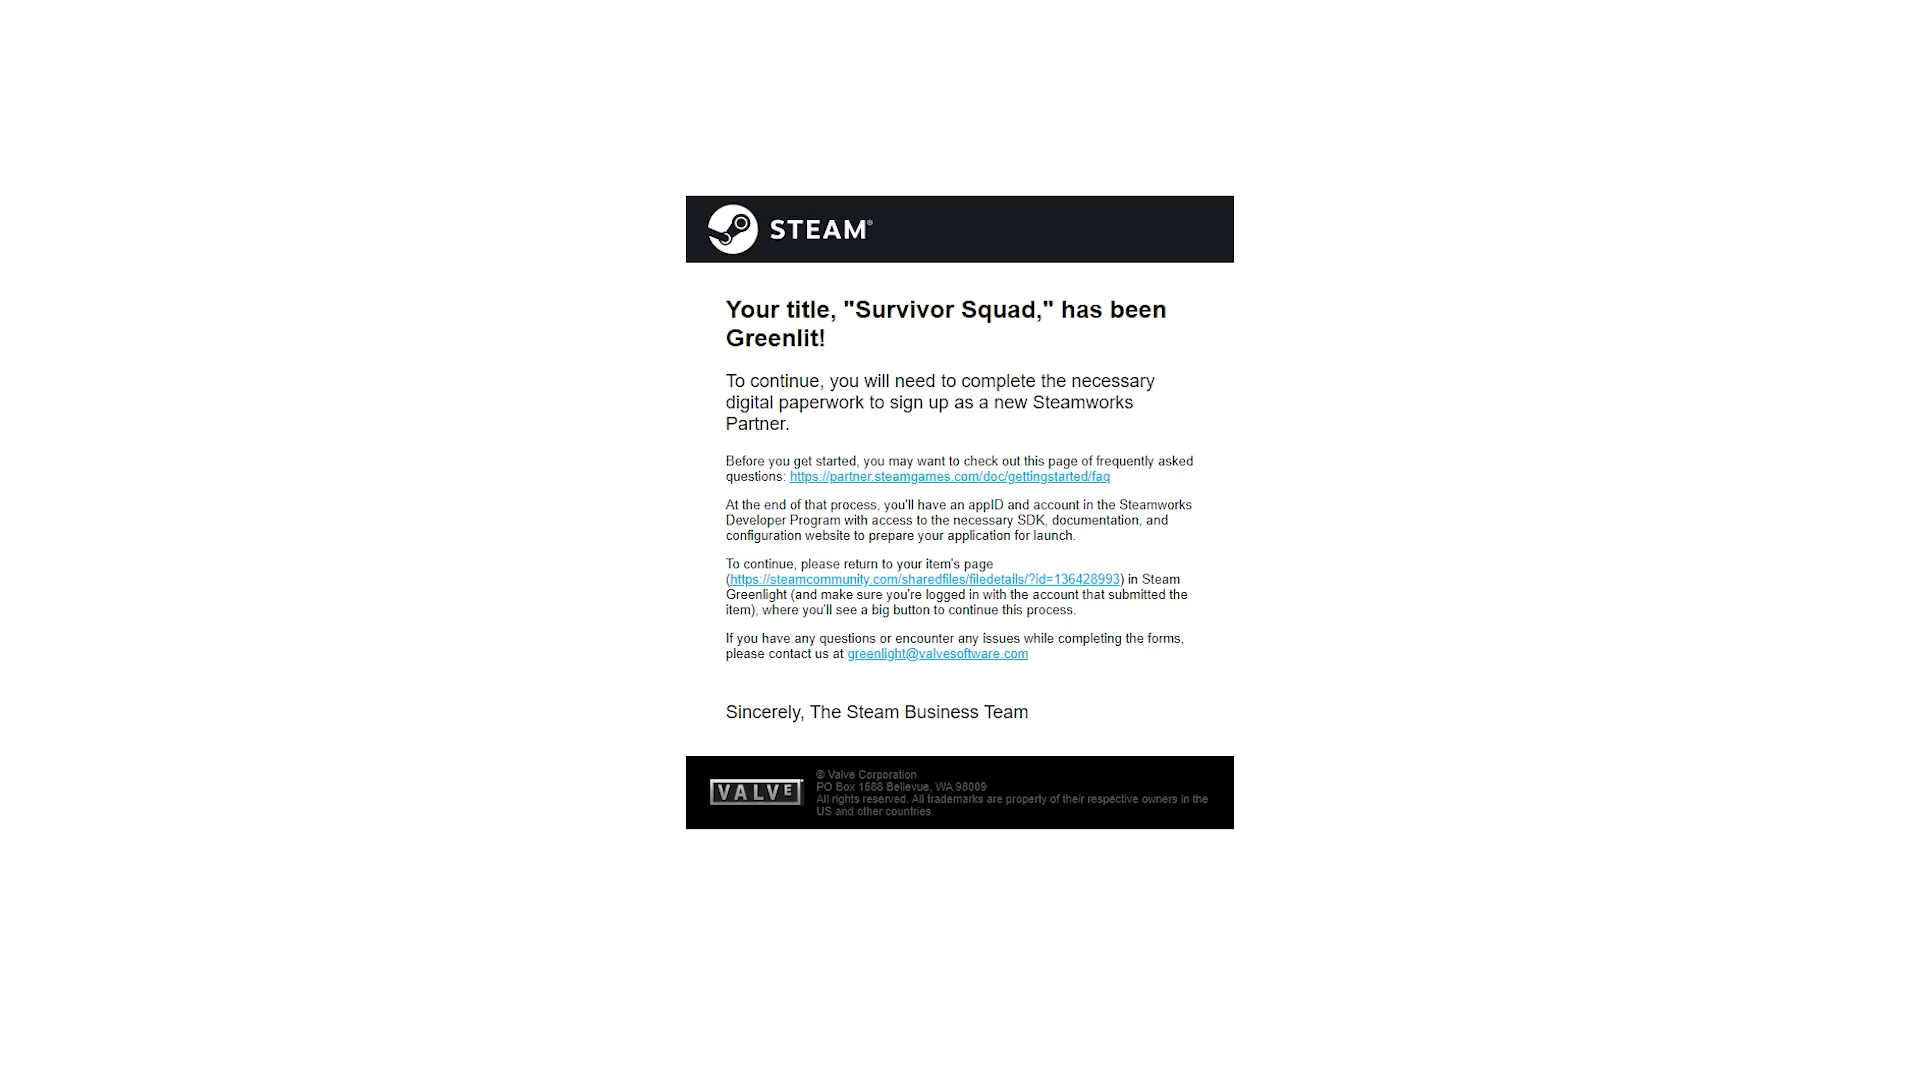 STEAM®
Your title, "Survivor Squad," has been
Greenlit!
To continue, you will need to complete the necessary
digital paperwork to sign up as a new Steamworks
Partner.
Before you get started, you may want to check out this page of frequently asked
questions: https://partner.steamgames.com/doc/gettingstarted/faq
At the end of that process, you'll have an appID and account in the Steamworks
Developer Program with access to the necessary SDK, documentation, and
configuration website to prepare your application for launch.
To continue, please return to your item's page
(https://steamcommunity.com/sharedfiles/filedetails/?id=136428993) in Steam
Greenlight (and make sure you're logged in with the account that submitted the
item), where you'll see a big button to continue this process.
If you have any questions or encounter any issues while completing the forms,
please contact us at greenlight@valvesoftware.com
Sincerely, The Steam Business Team
VALVE
© Valve Corporation
PO Box 1688 Bellevue, WA 98009
All rights reserved. All trademarks are property of their respective owners in the
US and other countries.